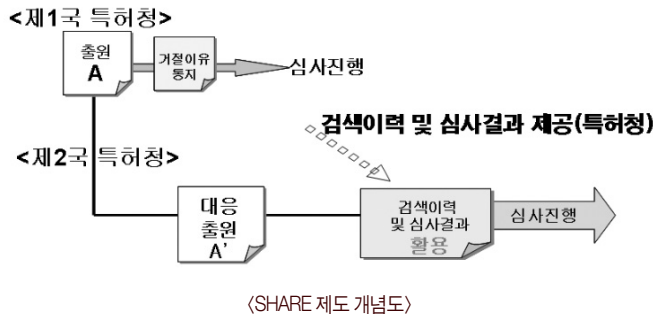 <제1국 특허청>
출원
A
거절이유
통지
심사진행
검색이력 및 심사결과 제공(특허청)
<제2국 특허청>
대응
출원
A'
검색이력
및 심사결과
활용
심사진행
〈SHARE 제도 개념도〉